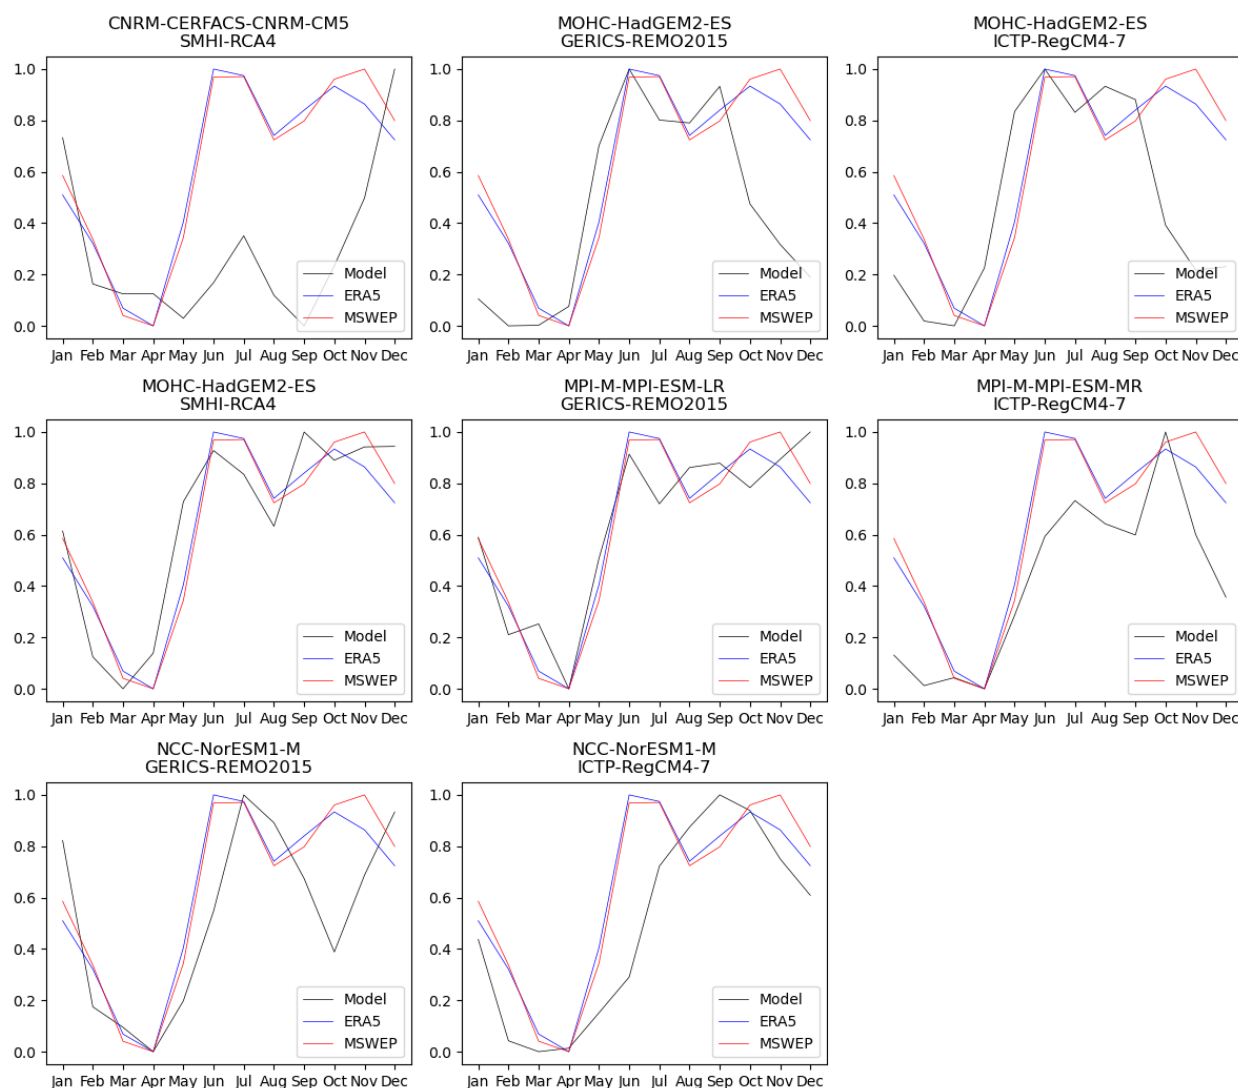 CNRM-CERFACS-CNRM-CM5
SMHI-RCA4
1.0
0.8
0.6
0.4
0.2
0.0
Model
ERA5
MSWEP
Jan Feb Mar Apr May Jun Jul Aug Sep Oct Nov Dec
MOHC-HadGEM2-ES
GERICS-REMO2015
1.0
0.8
0.6
0.4
0.2
0.0
Model
ERA5
MSWEP
Jan Feb Mar Apr May Jun Jul Aug Sep Oct Nov Dec
MOHC-HadGEM2-ES
ICTP-RegCM4-7
1.0
0.8
0.6
0.4
0.2
0.0
Model
ERA5
MSWEP
Jan Feb Mar Apr May Jun Jul Aug Sep Oct Nov Dec
MOHC-HadGEM2-ES
SMHI-RCA4
1.0
0.8
0.6
0.4
0.2
0.0
Model
ERA5
MSWEP
Jan Feb Mar Apr May Jun Jul Aug Sep Oct Nov Dec
MPI-M-MPI-ESM-LR
GERICS-REMO2015
1.0
0.8
0.6
0.4
0.2
0.0
Model
ERA5
MSWEP
Jan Feb Mar Apr May Jun Jul Aug Sep Oct Nov Dec
MPI-M-MPI-ESM-MR
ICTP-RegCM4-7
1.0
0.8
0.6
0.4
0.2
0.0
Model
ERA5
MSWEP
Jan Feb Mar Apr May Jun Jul Aug Sep Oct Nov Dec
NCC-NorESM1-M
GERICS-REMO2015
1.0
0.8
0.6
0.4
0.2
0.0
Model
ERA5
MSWEP
Jan Feb Mar Apr May Jun Jul Aug Sep Oct Nov Dec
NCC-NorESM1-M
ICTP-RegCM4-7
1.0
0.8
0.6
0.4
0.2
0.0
Model
ERA5
MSWEP
Jan Feb Mar Apr May Jun Jul Aug Sep Oct Nov Dec